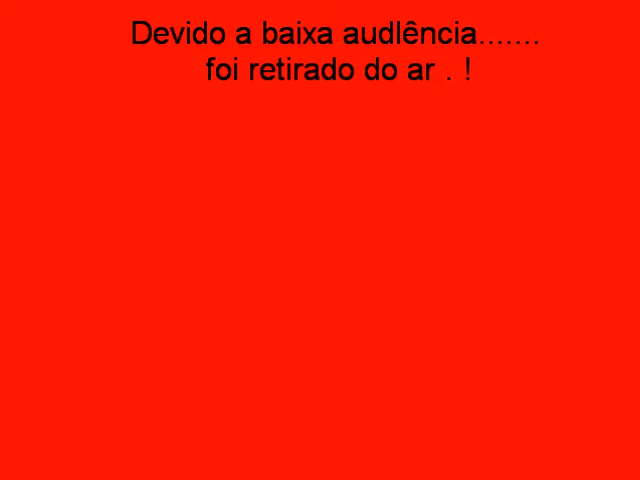 Devido a baixa audlência.......
foi retirado do ar . !